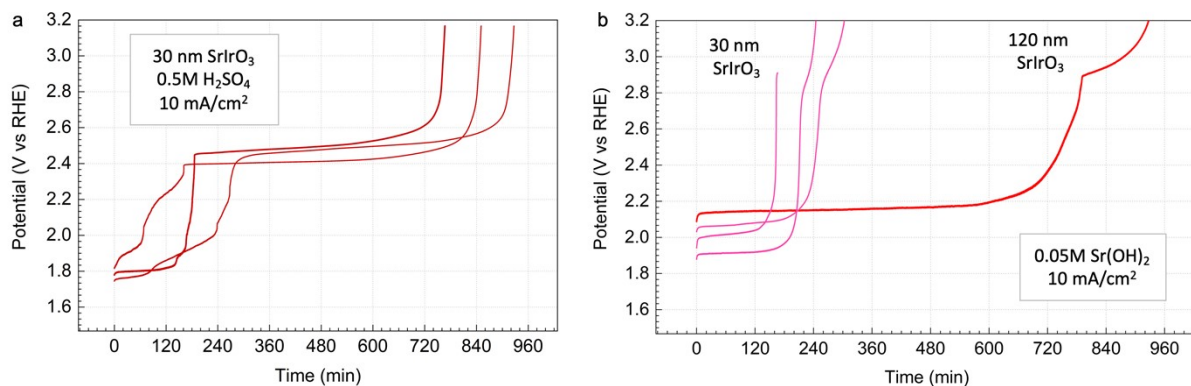 a
3.2
3.0
2.8
2.6
2.4
2.2
2.0
1.8
1.6
Potential (V vs RHE)
30 nm SrIrO₃
0.5M H₂SO₄
10 mA/cm²
0 120 240 360 480 600 720 840 960
Time (min)
b
3.2
3.0
2.8
2.6
2.4
2.2
2.0
1.8
1.6
Potential (V vs RHE)
30 nm
SrIrO₃
120 nm
SrIrO₃
0.05M Sr(OH)₂
10 mA/cm²
0 120 240 360 480 600 720 840 960
Time (min)